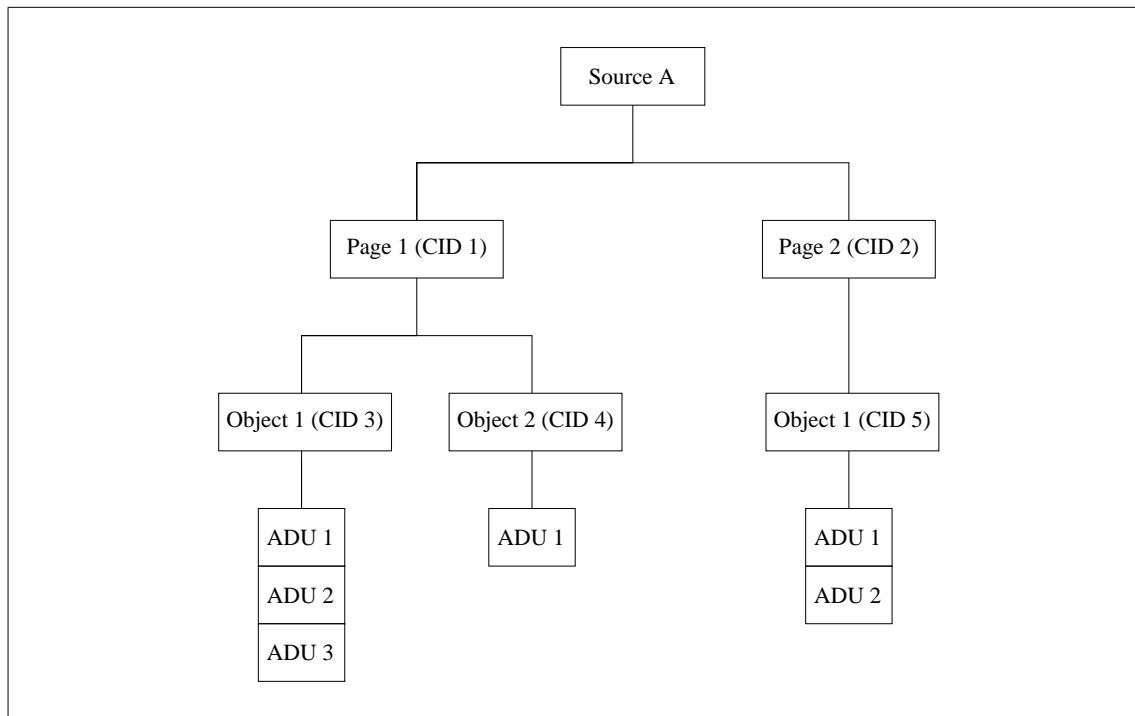 Source A
Page 1 (CID 1)
Page 2 (CID 2)
Object 1 (CID 3)
Object 2 (CID 4)
Object 1 (CID 5)
ADU 1
ADU 2
ADU 3
ADU 1
ADU 1
ADU 2